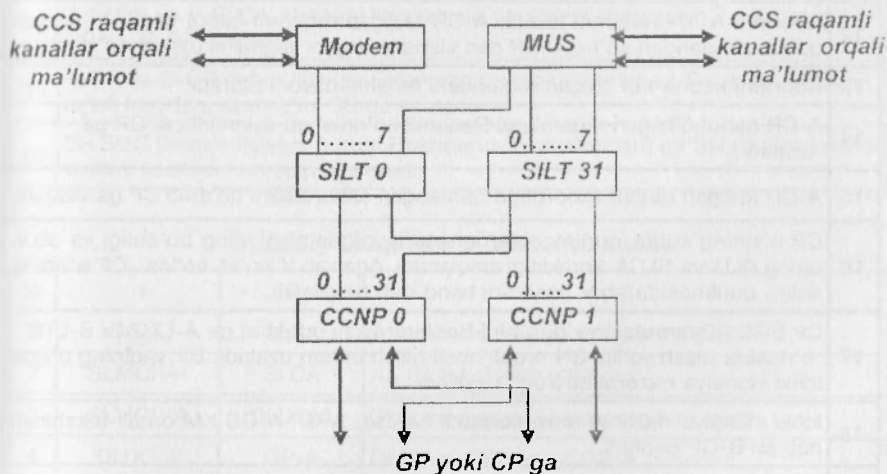 CCS raqamli
kanallar orqali
ma'lumot
Modem
MUS
CCS raqamli
kanallar orqali
ma'lumot
0.......7
0.......7
SILT 0
SILT 31
0.....31
0.....31
CCNP 0
CCNP 1
GP yoki CP ga